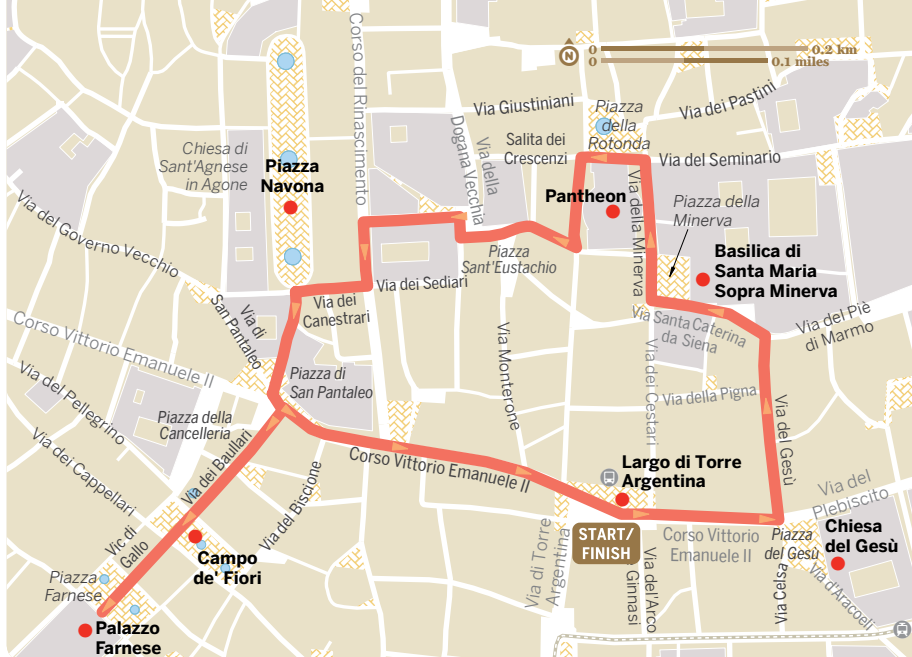 N
0
0.2 km
0
0.1 miles
Corso del Rinascimento
Via Giustiniani
Piazza
della
Rotonda
Via dei Pastini
Chiesa di
Sant'Agnese
in Agone
Piazza
Navona
Via della
Dogana Vecchia
Salita dei
Crescenzi
Via del Seminario
Pantheon
Via della Minerva
Piazza della
Minerva
Via del Governo Vecchio
Piazza
Sant'Eustachio
Basilica di
Santa Maria
Sopra Minerva
Via dei Sediari
Via dei
Canestrari
Via di
San Pantaleo
Via Santa Caterina
da Siena
Via del Piè
di Marmo
Corso Vittorio Emanuele II
Via Monterone
Via dei Cestari
Piazza di
San Pantaleo
Via della Pigna
Via del Pellegrino
Piazza della
Cancelleria
Via dei Baullari
Via del Gesù
Via dei Cappellari
Corso Vittorio Emanuele II
Via del Biscione
Largo di Torre
Argentina
Via del
Plebiscito
START/
FINISH
Corso Vittorio
Emanuele II
Piazza
del Gesù
Chiesa
del Gesù
Vic di
Gallo
Campo
de' Fiori
Via di Torre
Argentina
Ginnasi
Via del'Arco
Via Celsa
Via d'Aracoeli
Piazza
Farnese
Palazzo
Farnese